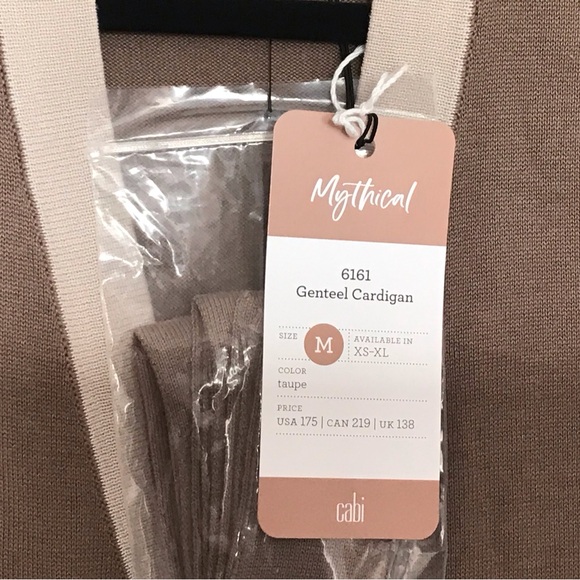 Mythical
6161
Genteel Cardigan
SIZE M AVAILABLE IN
XS-XL
COLOR
taupe
PRICE
USA 175 | CAN 219 | UK 138
cabi